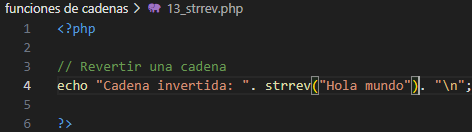 funciones de cadenas > 13_strrev.php
1 <?php
2
3 // Revertir una cadena
4 echo "Cadena invertida: ". strrev("Hola mundo"). "\n";
5
6 ?>